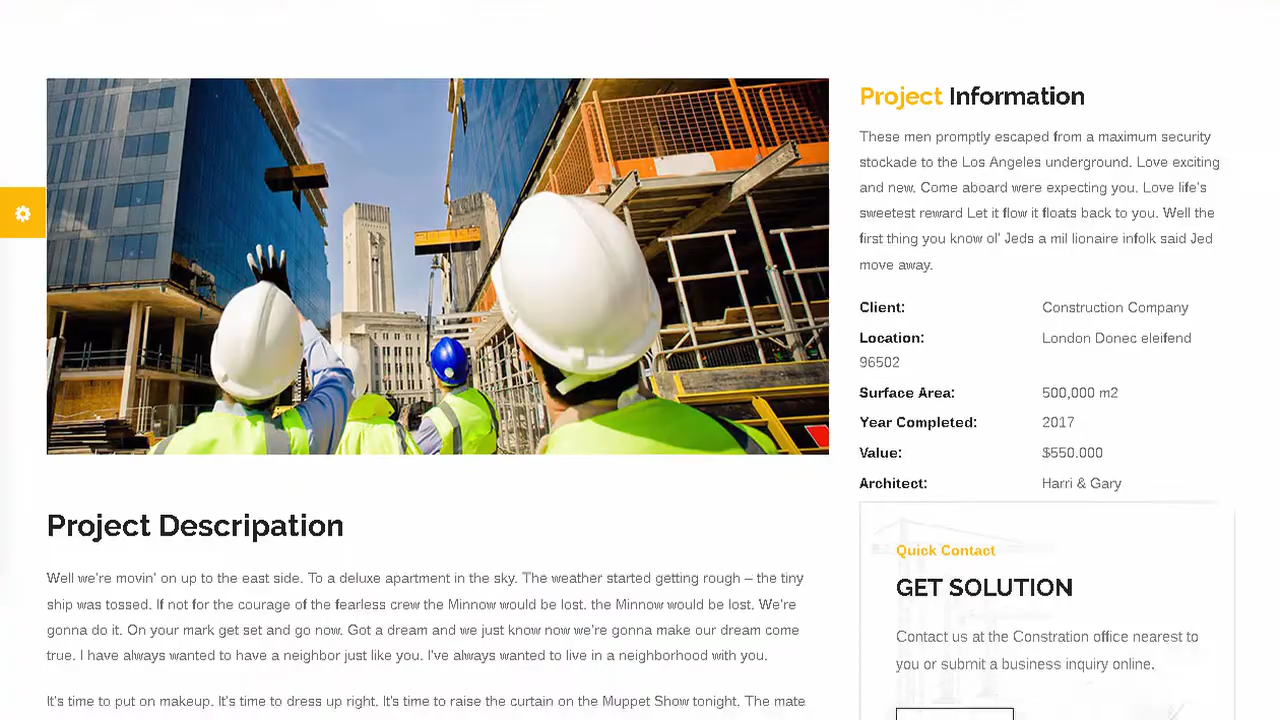 Project Information
These men promptly escaped from a maximum security
stockade to the Los Angeles underground. Love exciting
and new. Come aboard were expecting you. Love life's
sweetest reward Let it flow it floats back to you. Well the
first thing you know ol' Jeds a mil lionaire infolk said Jed
move away.
Client: Construction Company
Location: London Donec eleifend
96502
Surface Area: 500,000 m2
Year Completed: 2017
Value: $550.000
Architect: Harri & Gary
Project Descripation
Well we're movin' on up to the east side. To a deluxe apartment in the sky. The weather started getting rough – the tiny
ship was tossed. If not for the courage of the fearless crew the Minnow would be lost. the Minnow would be lost. We're
gonna do it. On your mark get set and go now. Got a dream and we just know now we're gonna make our dream come
true. I have always wanted to have a neighbor just like you. I've always wanted to live in a neighborhood with you.
It's time to put on makeup. It's time to dress up right. It's time to raise the curtain on the Muppet Show tonight. The mate
Quick Contact
GET SOLUTION
Contact us at the Constration office nearest to
you or submit a business inquiry online.